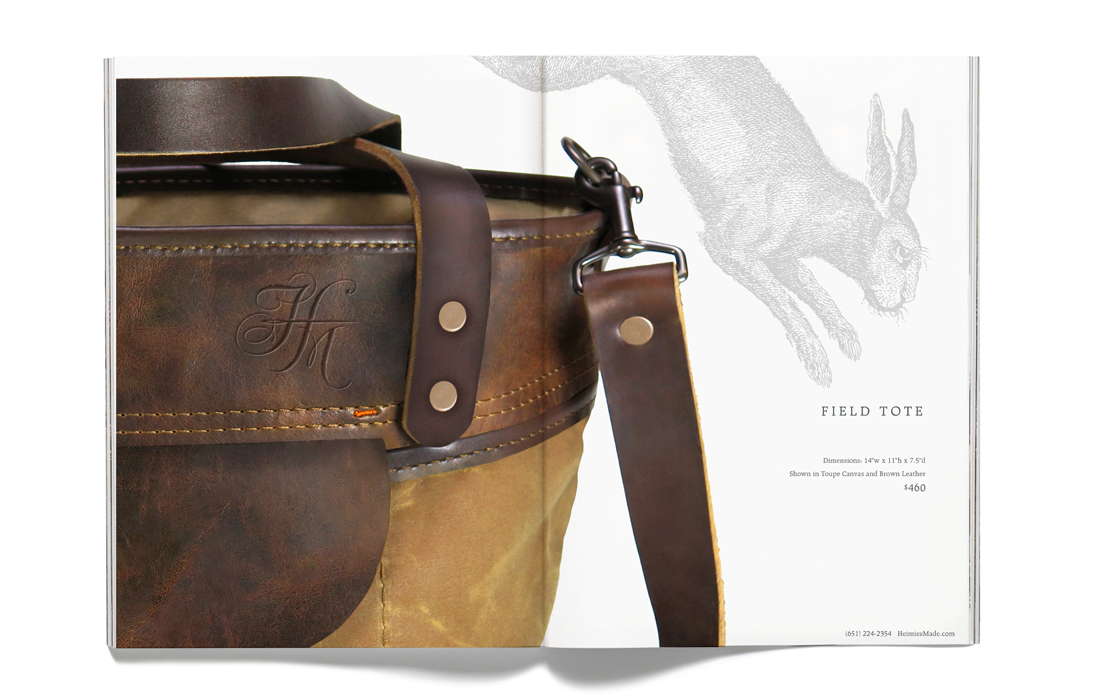 HM
FIELD TOTE
Dimensions: 14"w x 11"h x 7.5"d
Shown in Toupe Canvas and Brown Leather
$460
(651) 224-2354 HeimiesMade.com